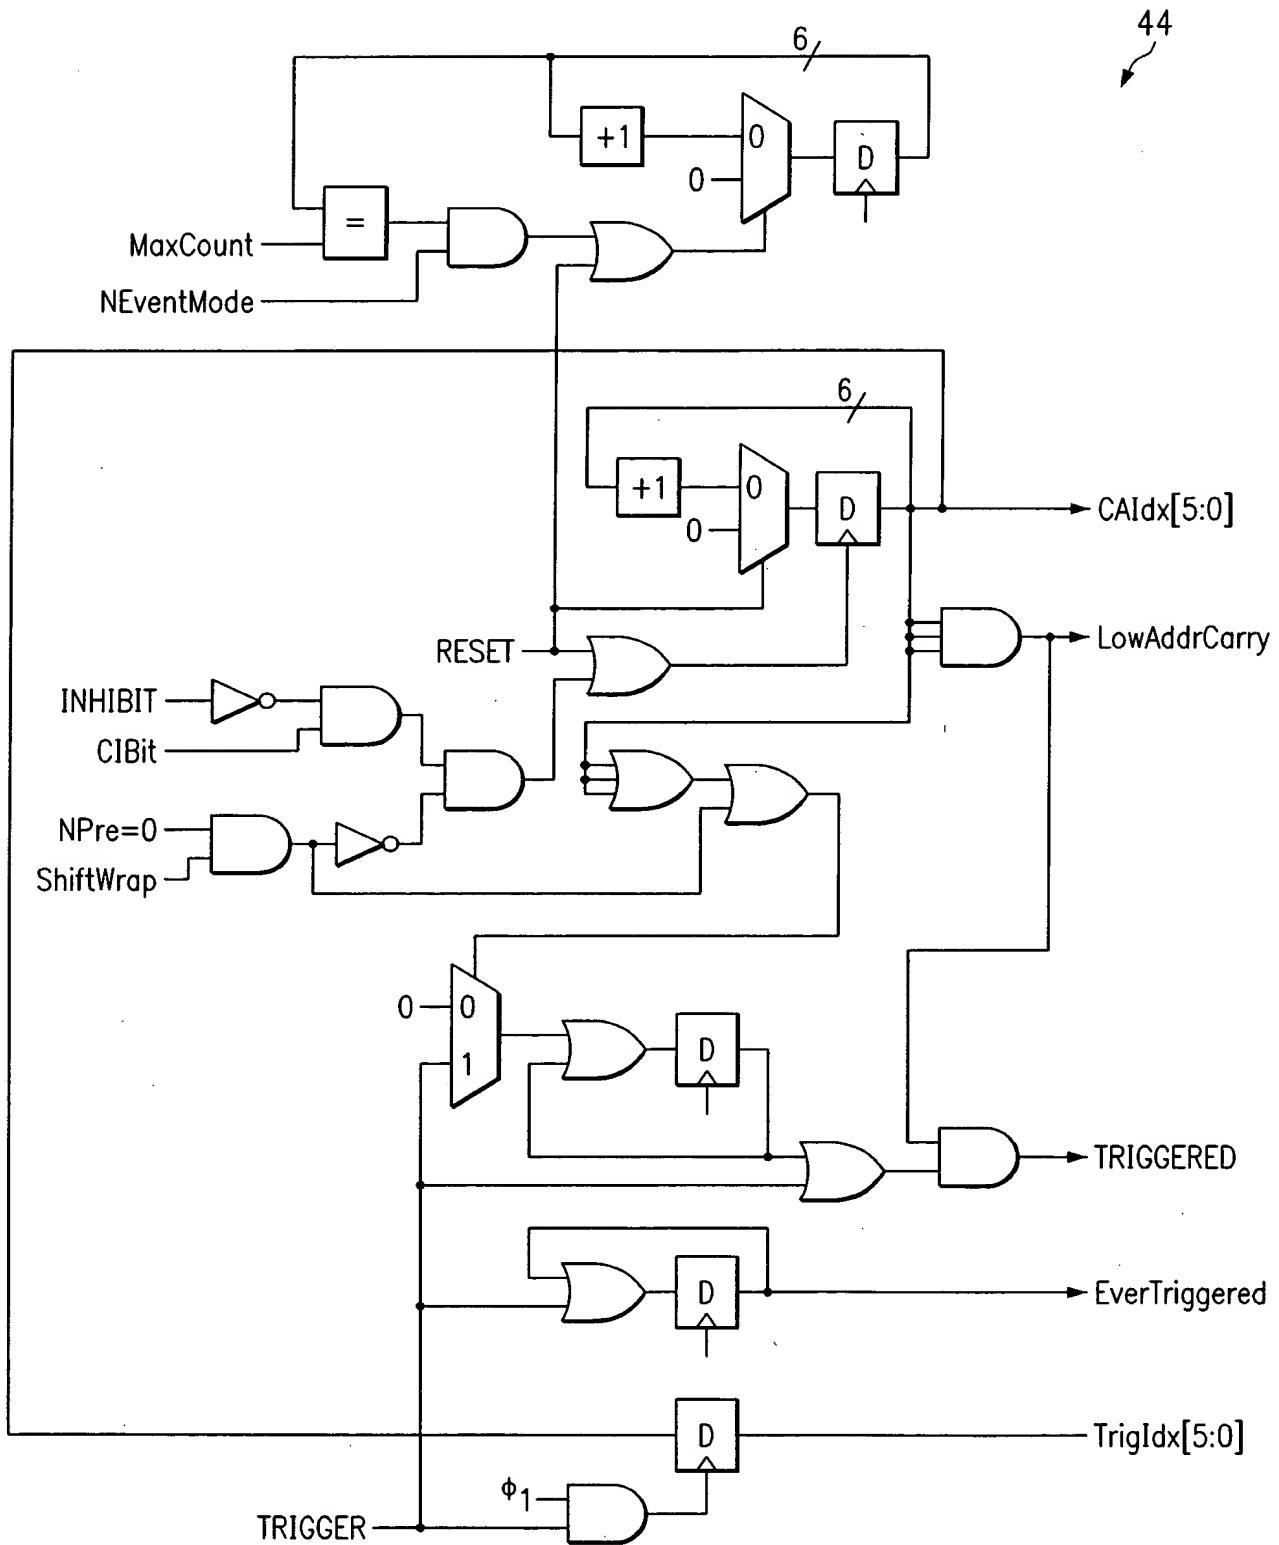 44
6
+1
0
D
0
=
MaxCount
NEventMode
6
+1
0
D
0
CAIdx[5:0]
LowAddrCarry
RESET
INHIBIT
CIBit
NPre=0
ShiftWrap
0
0
1
D
TRIGGERED
D
EverTriggered
D
TrigIdx[5:0]
ϕ1
TRIGGER